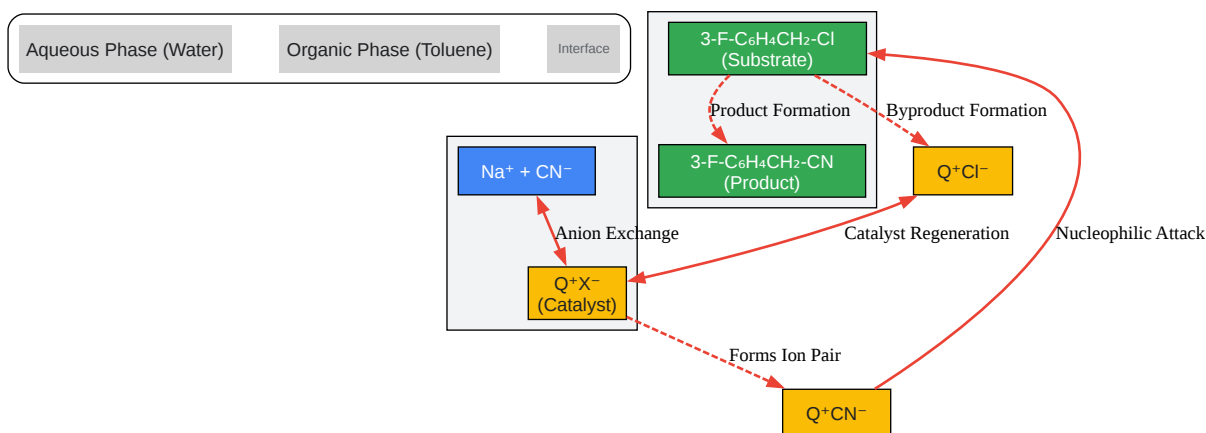 Aqueous Phase (Water)
Organic Phase (Toluene)
Interface
3-F-C₆H₄CH₂-Cl
(Substrate)
Product Formation
Byproduct Formation
3-F-C₆H₄CH₂-CN
(Product)
Q⁺Cl⁻
Na⁺ + CN⁻
Anion Exchange
Catalyst Regeneration
Nucleophilic Attack
Q⁺X⁻
(Catalyst)
Forms Ion Pair
Q⁺CN⁻